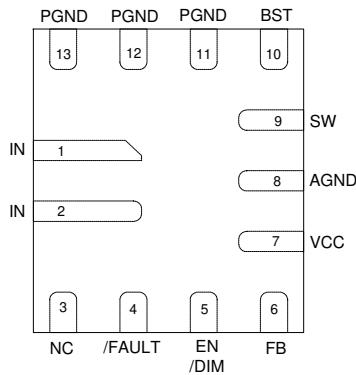 PGND PGND PGND BST
13 12 11 10
9 SW
IN 1
8 AGND
IN 2
7 VCC
3 4 5 6
NC /FAULT EN /DIM FB